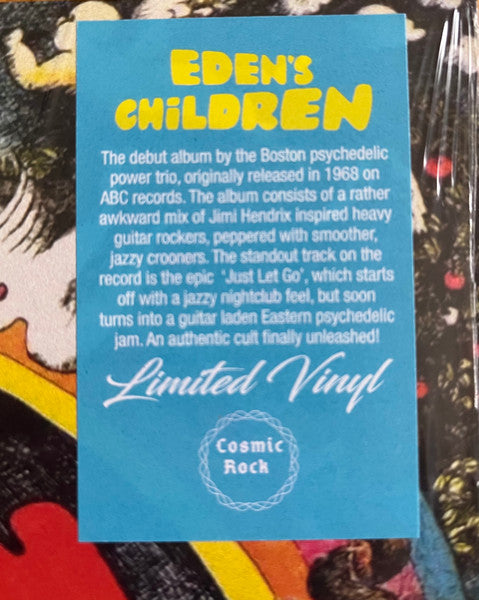 EDEN'S
CHiLDREN
The debut album by the Boston psychedelic
power trio, originally released in 1968 on
ABC records. The album consists of a rather
awkward mix of Jimi Hendrix inspired heavy
guitar rockers, peppered with smoother,
jazzy crooners. The standout track on the
record is the epic 'Just Let Go', which starts
off with a jazzy nightclub feel, but soon
turns into a guitar laden Eastern psychedelic
jam. An authentic cult finally unleashed!
Limited Vinyl
Cosmic
Rock